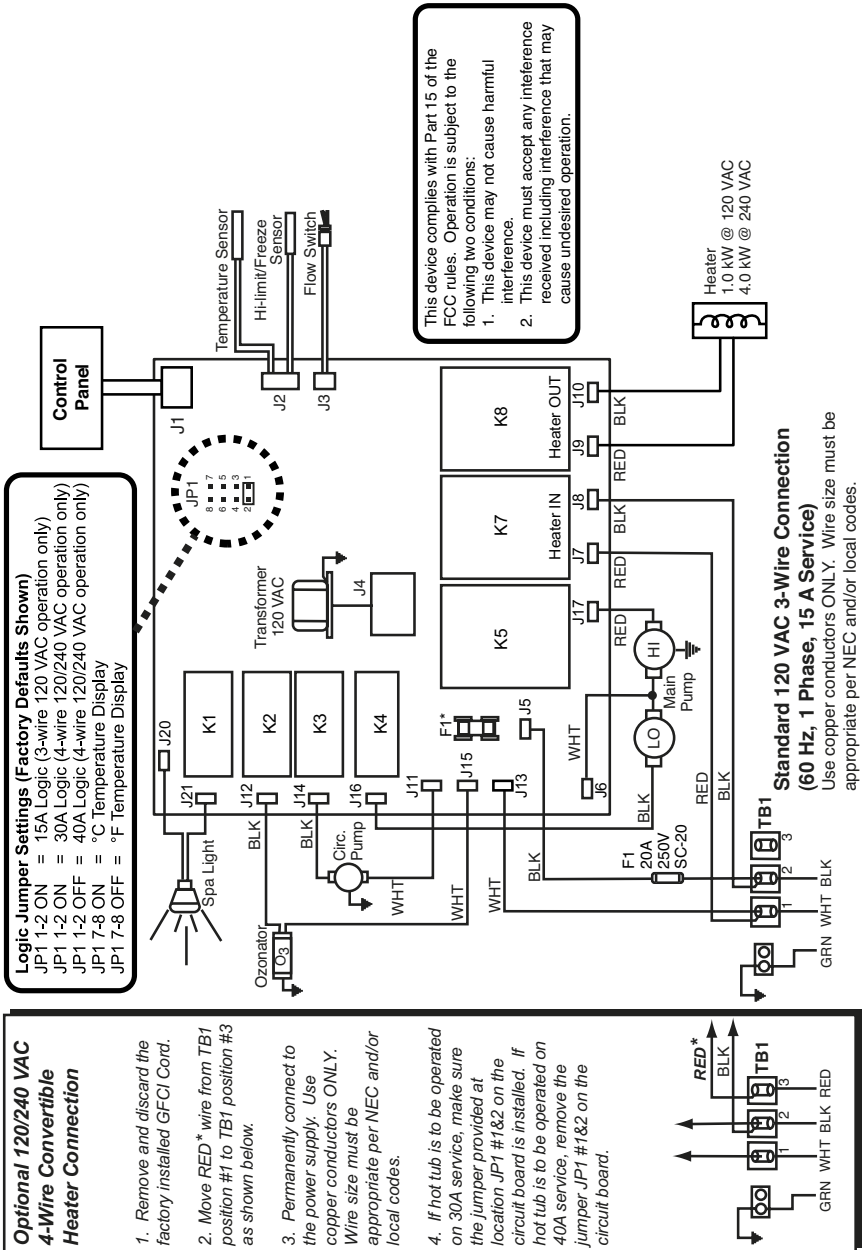 Optional 120/240 VAC
4-Wire Convertible
Heater Connection
1. Remove and discard the
factory installed GFCI Cord.
2. Move RED* wire from TB1
position #1 to TB1 position #3
as shown below.
3. Permanently connect to
the power supply. Use
copper conductors ONLY.
Wire size must be
appropriate per NEC and/or
local codes.
4. If hot tub is to be operated
on 30A service, make sure
the jumper provided at
location JP1 #1&2 on the
circuit board is installed. If
hot tub is to be operated on
40A service, remove the
jumper JP1 #1&2 on the
circuit board.
RED*
BLK
TB1
1
2
3
GRN WHT BLK RED
Logic Jumper Settings (Factory Defaults Shown)
JP1 1-2 ON = 15A Logic (3-wire 120 VAC operation only)
JP1 1-2 ON = 30A Logic (4-wire 120/240 VAC operation only)
JP1 1-2 OFF = 40A Logic (4-wire 120/240 VAC operation only)
JP1 7-8 ON = °C Temperature Display
JP1 7-8 OFF = °F Temperature Display
Control
Panel
J1
JP1
8 7
6 5
4 3
2 1
Temperature Sensor
Hi-limit/Freeze
Sensor
Flow Switch
J2
J3
Transformer
120 VAC
J4
J20
J21
Spa Light
K1
K2
K3
K4
J12
J14
J16
BLK
BLK
Ozonator
O3
Circ.
Pump
WHT
WHT
WHT
J11
J15
J13
F1*
J5
K5
K7
K8
Heater IN
Heater OUT
J17
J7
J8
J9
J10
RED
RED
BLK
RED
BLK
WHT
J6
BLK
LO
HI
Main
Pump
BLK
F1
20A
250V
SC-20
RED
BLK
TB1
1
2
3
GRN WHT BLK
Heater
1.0 kW @ 120 VAC
4.0 kW @ 240 VAC
This device complies with Part 15 of the
FCC rules. Operation is subject to the
following two conditions:
1. This device may not cause harmful
interference.
2. This device must accept any inteference
received including interference that may
cause undesired operation.
Standard 120 VAC 3-Wire Connection
(60 Hz, 1 Phase, 15 A Service)
Use copper conductors ONLY. Wire size must be
appropriate per NEC and/or local codes.